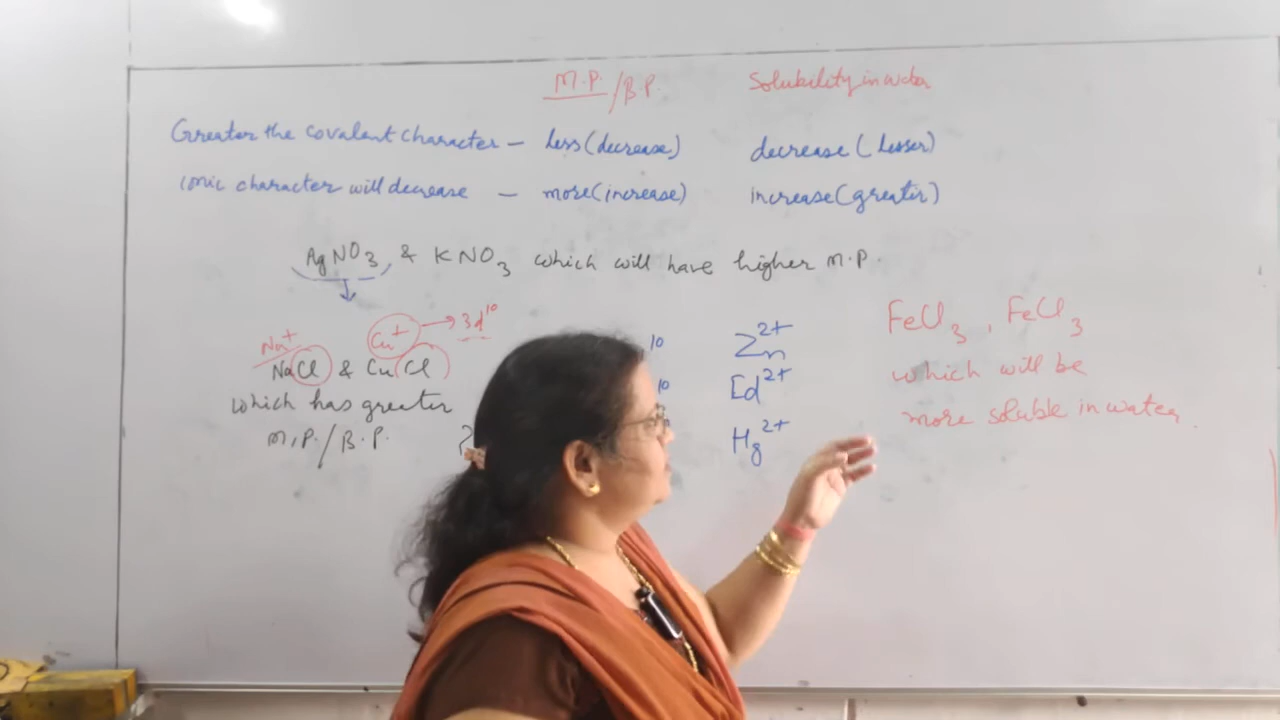 M.P./B.P. Solubility in water
Greater the covalent character – less (decrease) decrease (lesser)
ionic character will decrease – more (increase) increase (greater)
AgNO3, & KNO3 which will have higher M.P.
Na+ Cu+ → 3d10
NaCl & CuCl
which has greater
M.P./B.P. ?
10
10
Zn2+
Cd2+
Hg2+
FeCl3, FeCl3
which will be
more soluble in water